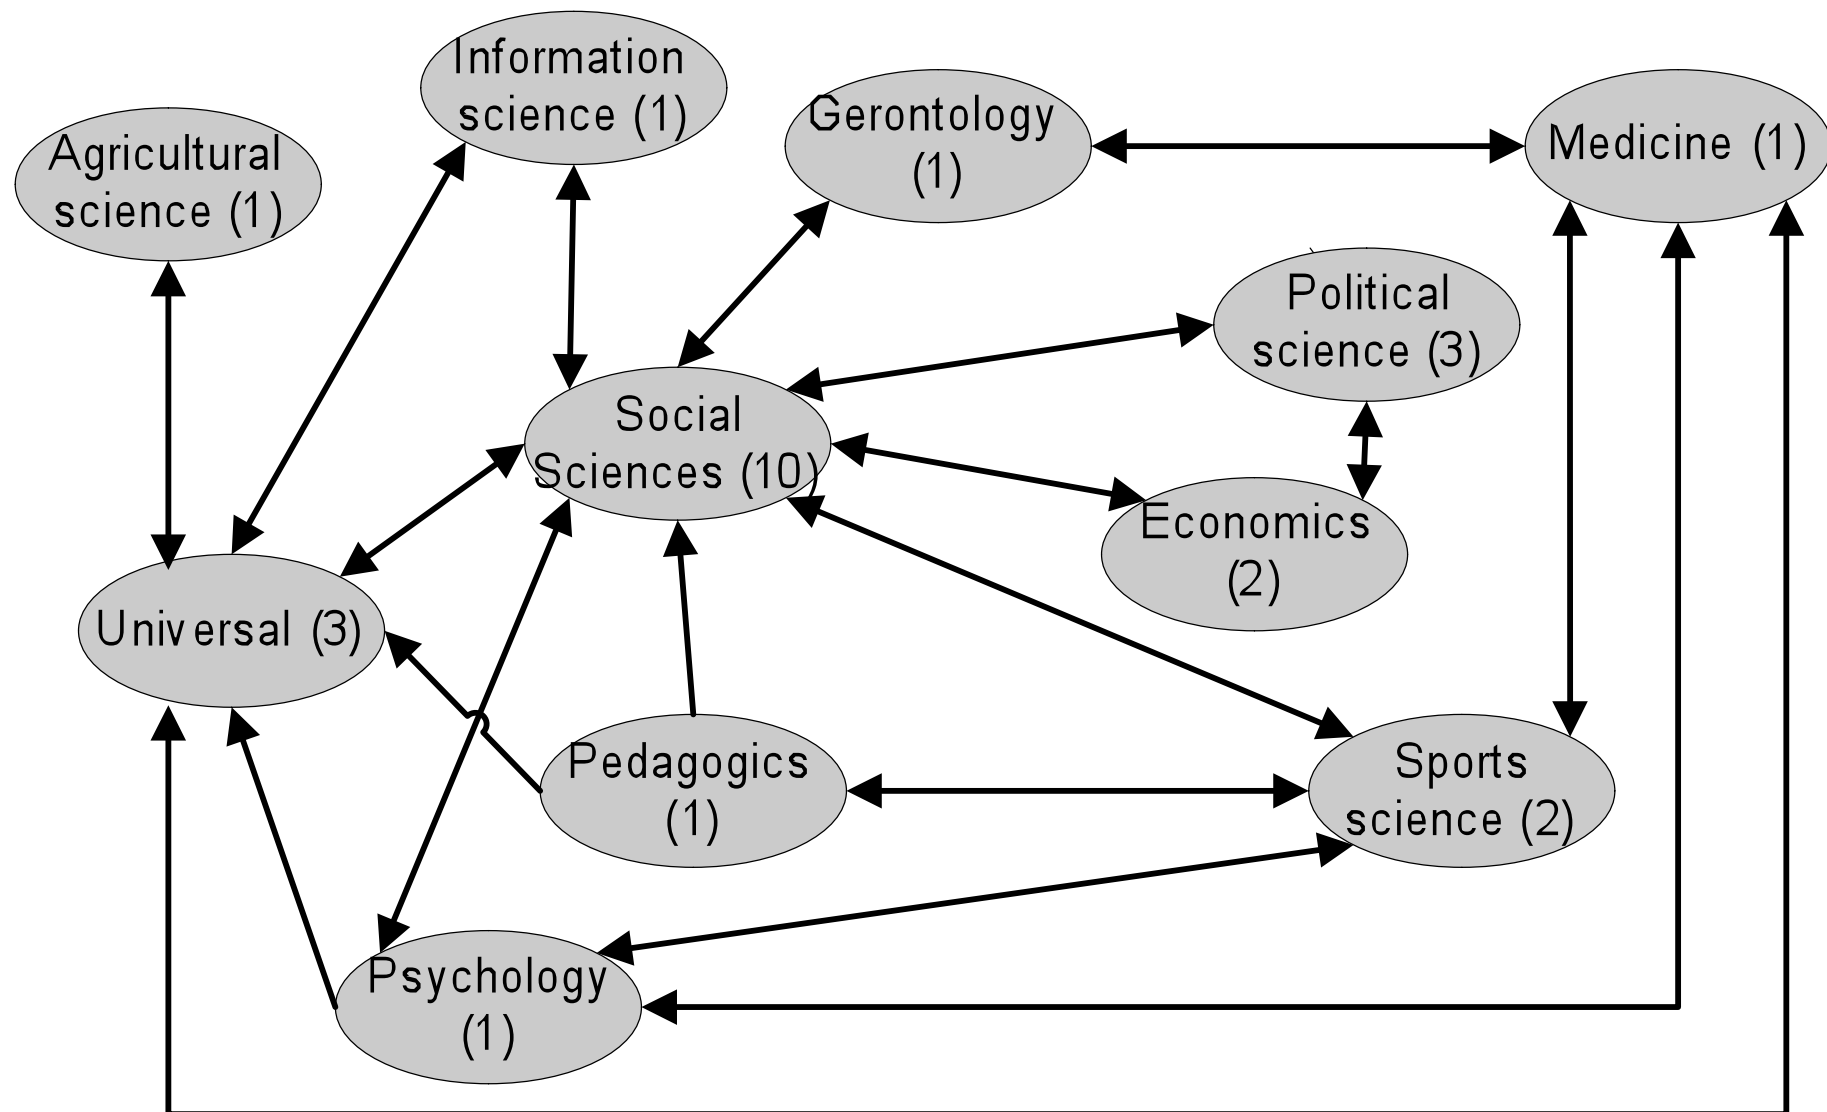 Information
science (1)
Agricultural
science (1)
Gerontology
(1)
Medicine (1)
Political
science (3)
Social
Sciences (10)
Economics
(2)
Universal (3)
Pedagogics
(1)
Sports
science (2)
Psychology
(1)